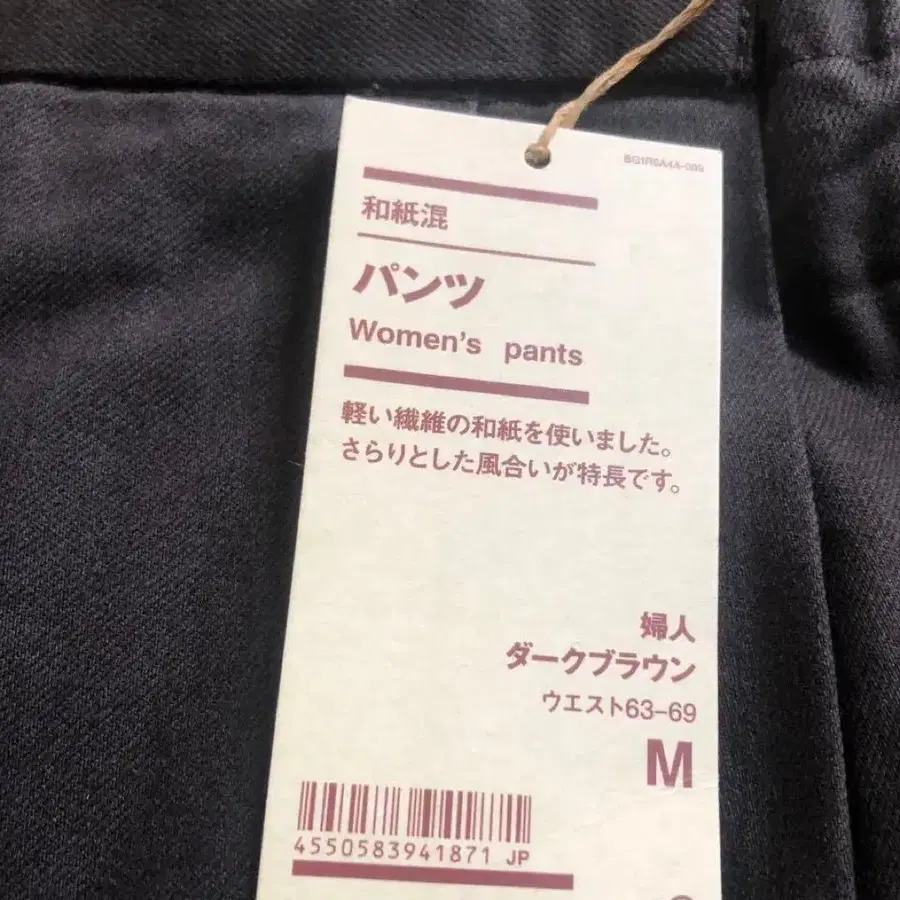 和紙混
パンツ
Women's pants
軽い繊維の和紙を使いました。
さらりとした風合いが特長です。
婦人
ダークブラウン
ウエスト63-69
M
4550583941871 JP